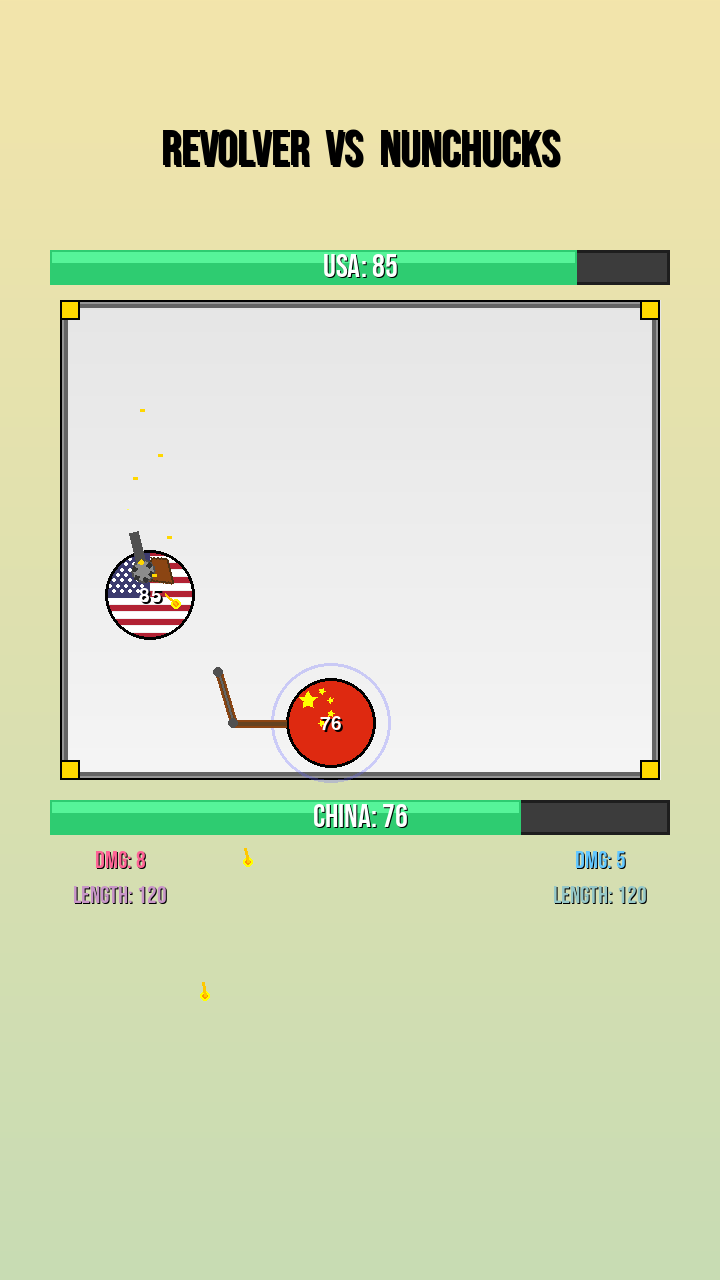 REVOLVER VS NUNCHUCKS
USA: 85
85
76
CHINA: 76
DMG: 8
DMG: 5
LENGTH: 120
LENGTH: 120